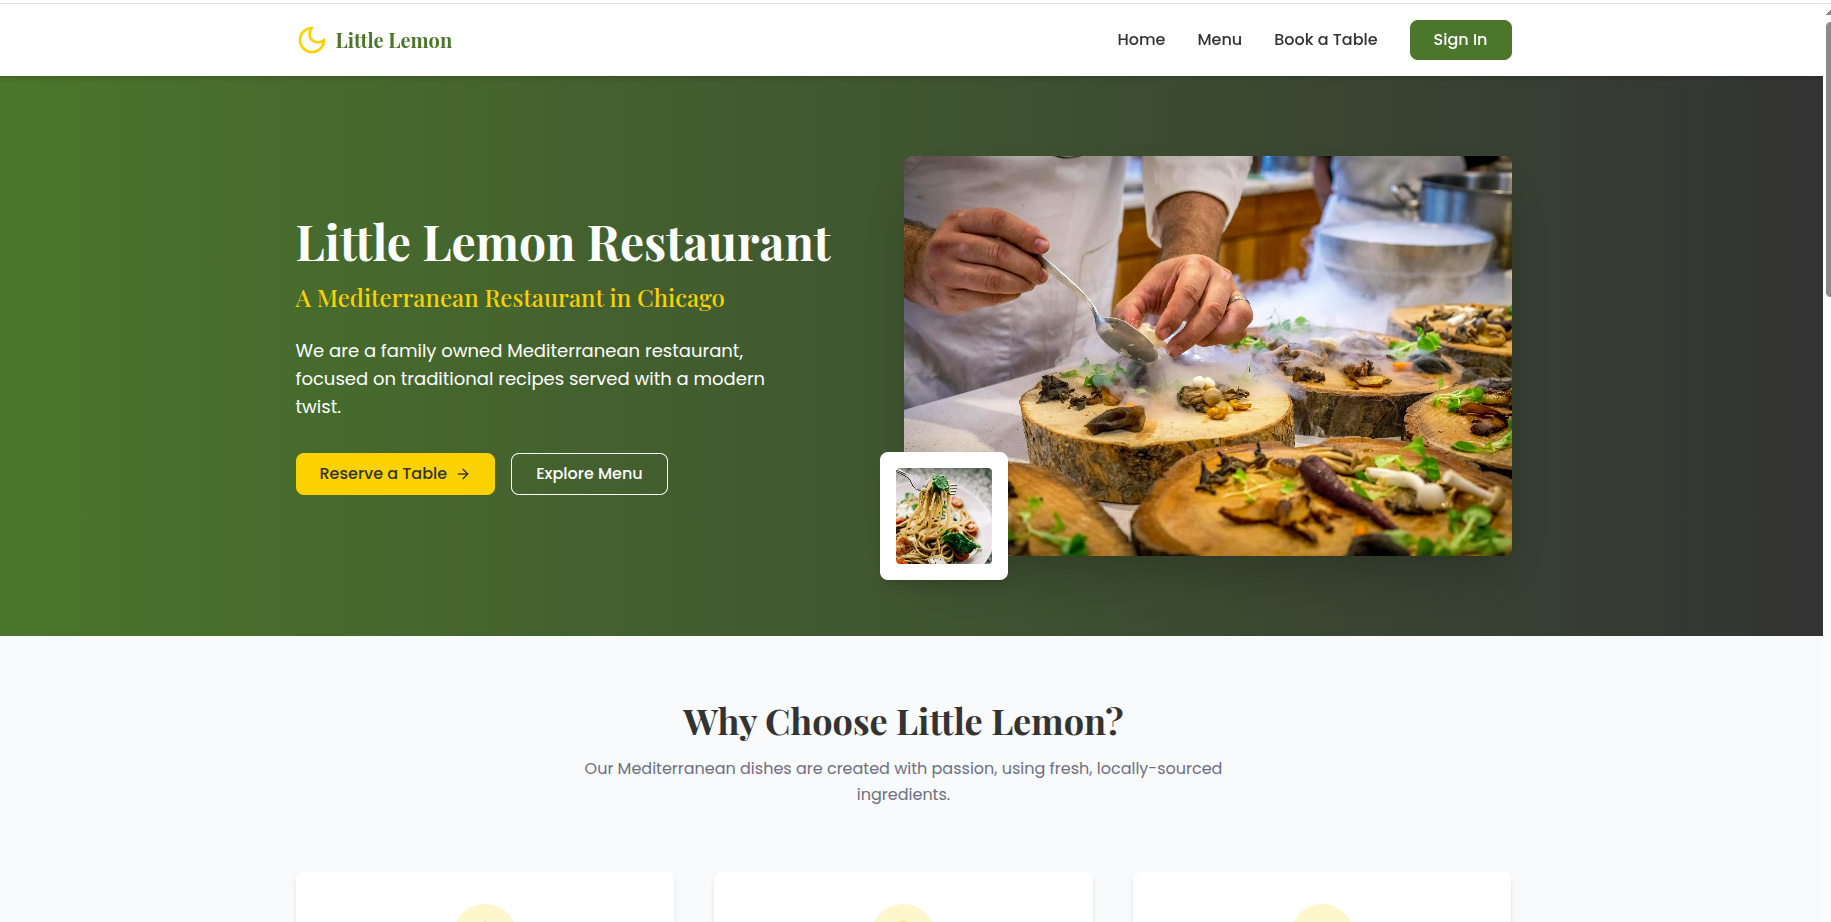 Little Lemon
Home
Menu
Book a Table
Sign In
Little Lemon Restaurant
A Mediterranean Restaurant in Chicago
We are a family owned Mediterranean restaurant,
focused on traditional recipes served with a modern
twist.
Reserve a Table →
Explore Menu
Why Choose Little Lemon?
Our Mediterranean dishes are created with passion, using fresh, locally-sourced
ingredients.